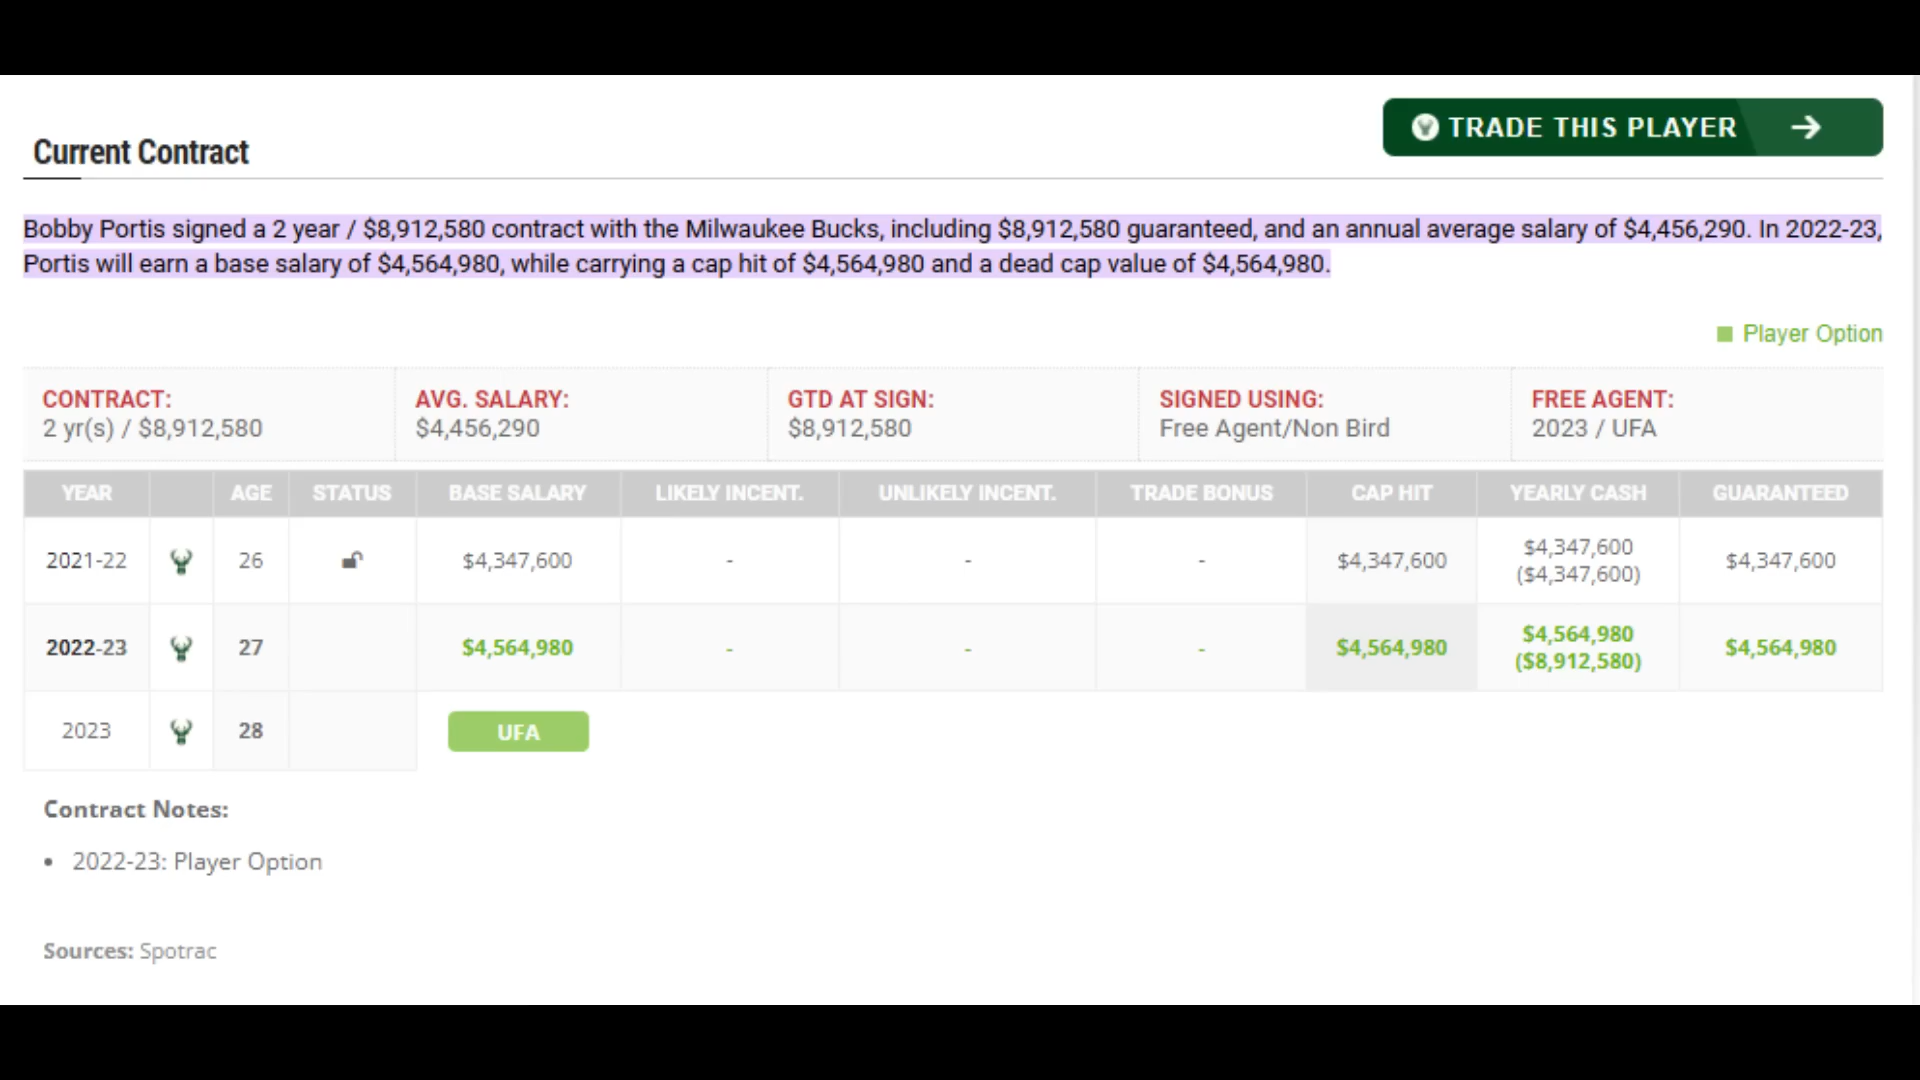 TRADE THIS PLAYER
Current Contract
Bobby Portis signed a 2 year / $8,912,580 contract with the Milwaukee Bucks, including $8,912,580 guaranteed, and an annual average salary of $4,456,290. In 2022-23,
Portis will earn a base salary of $4,564,980, while carrying a cap hit of $4,564,980 and a dead cap value of $4,564,980.
Player Option
CONTRACT: AVG. SALARY: GTD AT SIGN: SIGNED USING: FREE AGENT:
2 yr(s) / $8,912,580 $4,456,290 $8,912,580 Free Agent/Non Bird 2023 / UFA
YEAR AGE STATUS BASE SALARY LIKELY INCENT. UNLIKELY INCENT. TRADE BONUS CAP HIT YEARLY CASH GUARANTEED
2021-22 26 $4,347,600 - - - $4,347,600 $4,347,600 ($4,347,600) $4,347,600
2022-23 27 $4,564,980 - - - $4,564,980 $4,564,980 ($8,912,580) $4,564,980
2023 28 UFA
Contract Notes:
• 2022-23: Player Option
Sources: Spotrac